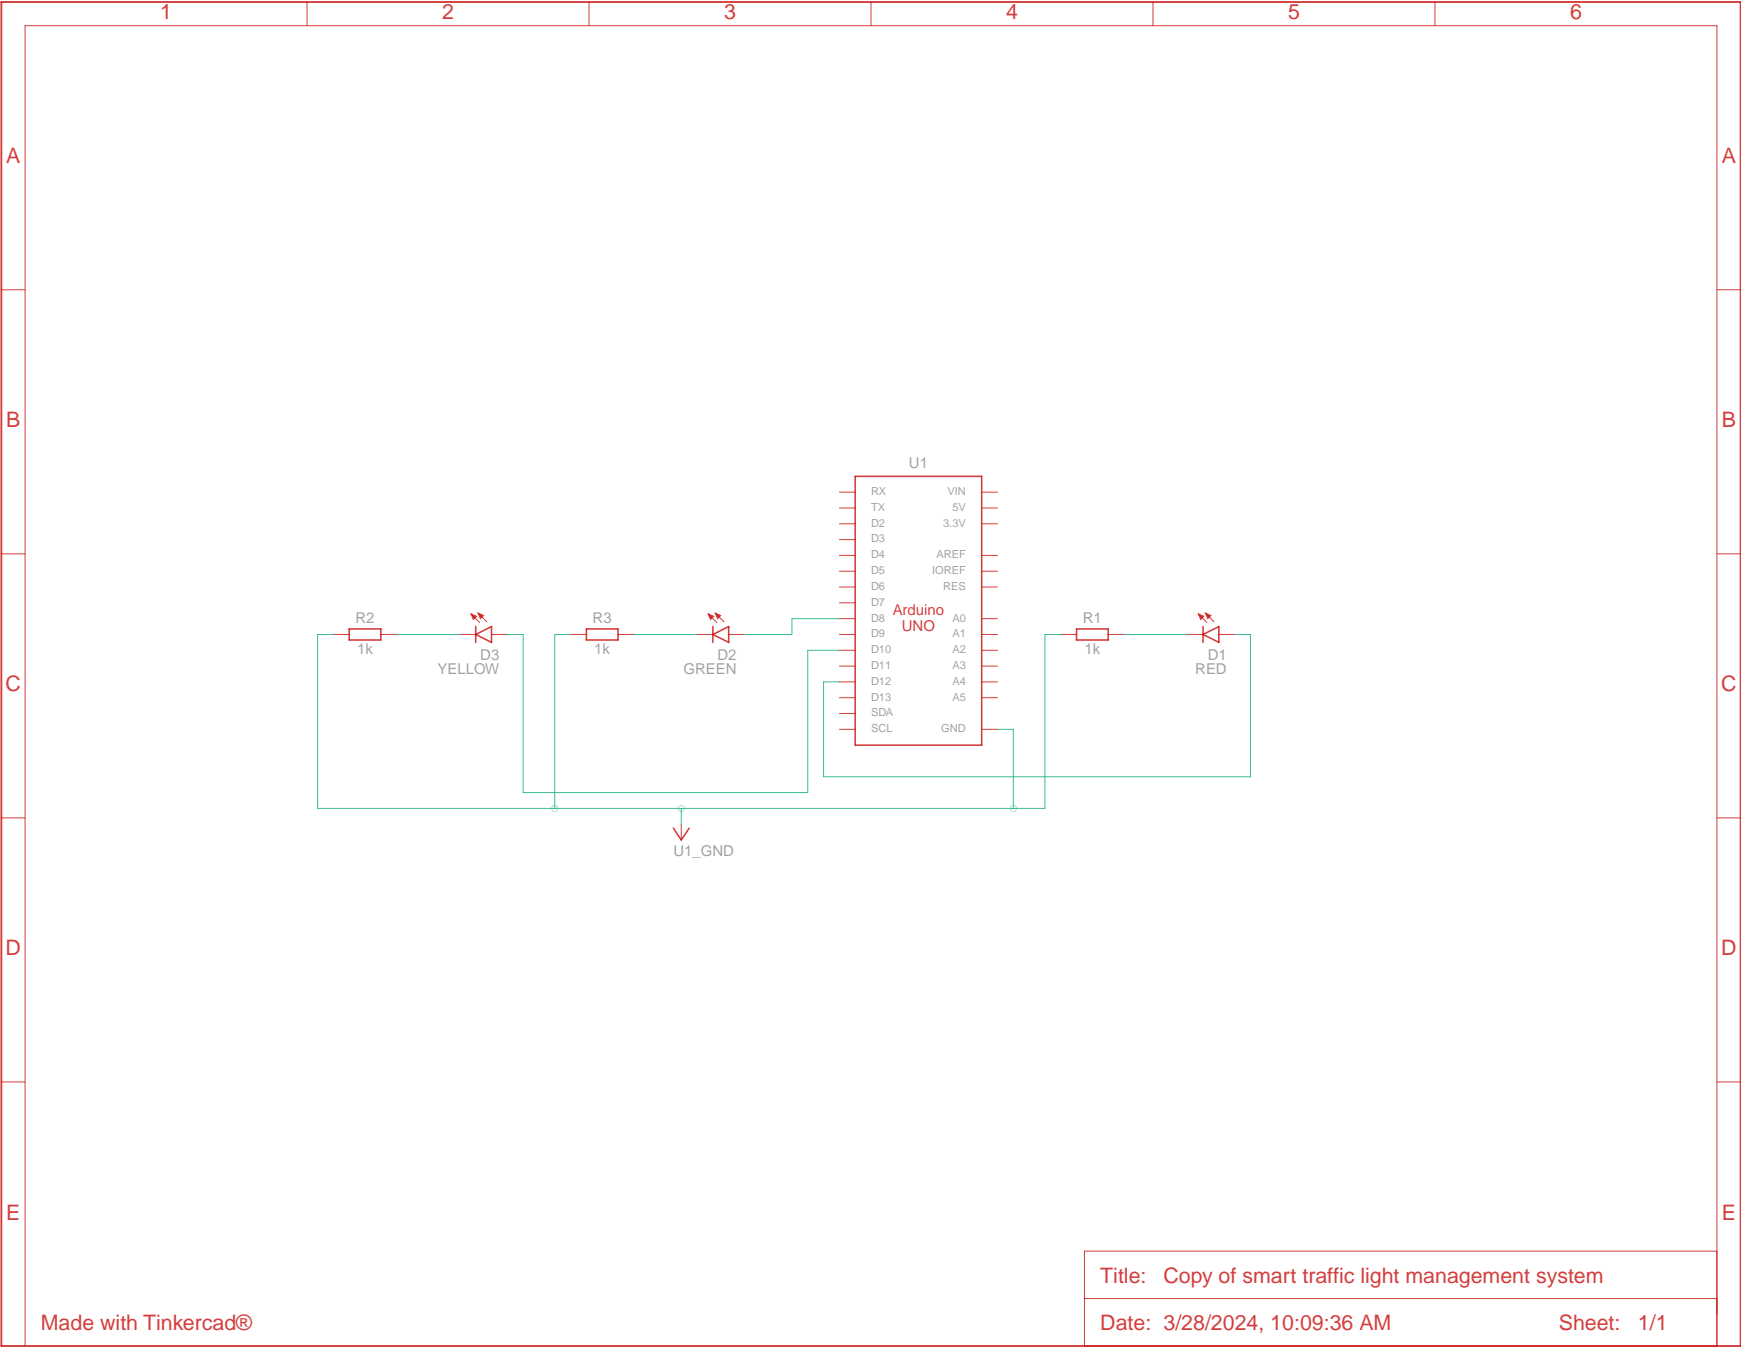 1 2 3 4 5 6
A A
B B
U1
RX VIN
TX 5V
D2 3.3V
D3
D4 AREF
D5 IOREF
D6 RES
D7
Arduino
UNO
D8 A0
D9 A1
D10 A2
D11 A3
D12 A4
D13 A5
SDA
SCL GND
R2
1k
D3
YELLOW
R3
1k
D2
GREEN
R1
1k
D1
RED
C C
U1_GND
D D
E E
Title: Copy of smart traffic light management system
Made with Tinkercad®
Date: 3/28/2024, 10:09:36 AM Sheet: 1/1